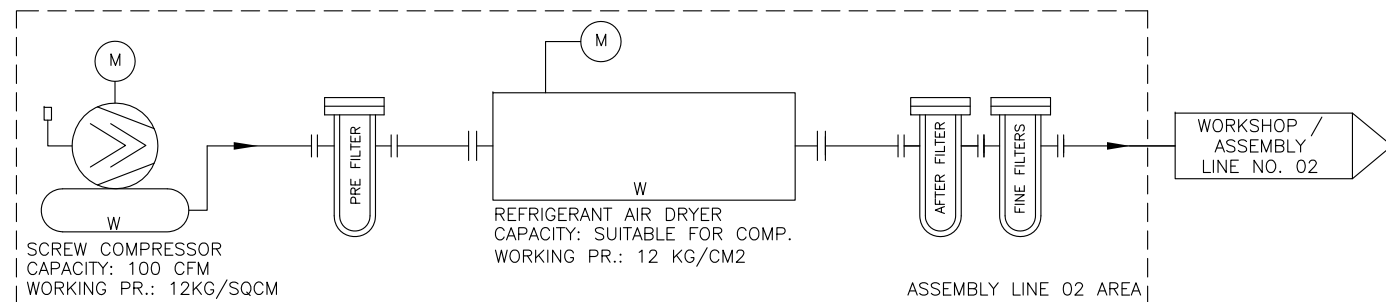 M
W
SCREW COMPRESSOR
CAPACITY: 100 CFM
WORKING PR.: 12KG/SQCM
PRE FILTER
M
W
REFRIGERANT AIR DRYER
CAPACITY: SUITABLE FOR COMP.
WORKING PR.: 12 KG/CM2
AFTER FILTER
FINE FILTERS
ASSEMBLY LINE 02 AREA
WORKSHOP /
ASSEMBLY
LINE NO. 02